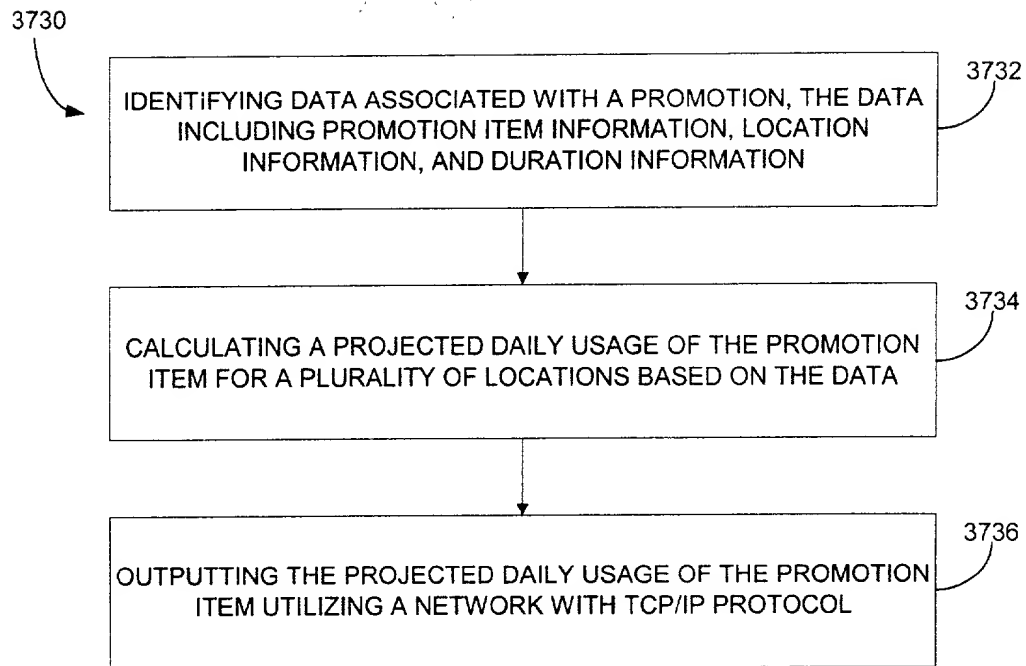 3730
3732
IDENTIFYING DATA ASSOCIATED WITH A PROMOTION, THE DATA
INCLUDING PROMOTION ITEM INFORMATION, LOCATION
INFORMATION, AND DURATION INFORMATION
3734
CALCULATING A PROJECTED DAILY USAGE OF THE PROMOTION
ITEM FOR A PLURALITY OF LOCATIONS BASED ON THE DATA
3736
OUTPUTTING THE PROJECTED DAILY USAGE OF THE PROMOTION
ITEM UTILIZING A NETWORK WITH TCP/IP PROTOCOL